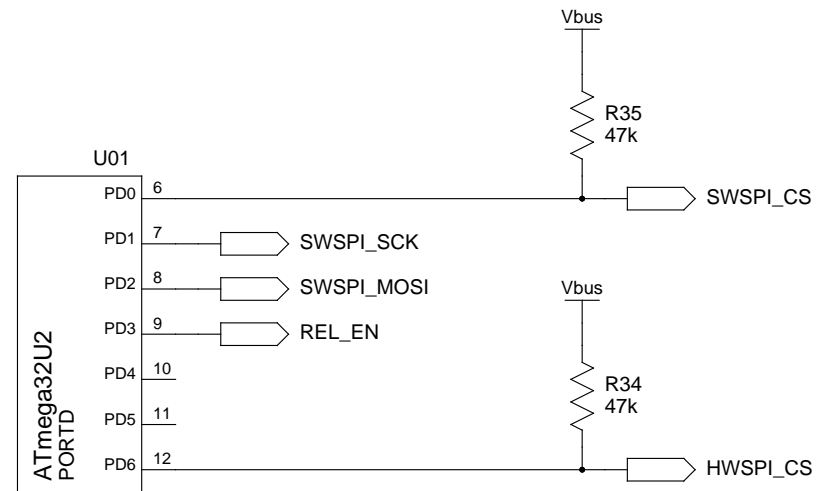 Vbus
R35
47k
U01
PD0 6
SWSPI_CS
PD1 7
SWSPI_SCK
PD2 8
SWSPI_MOSI
Vbus
PD3 9
REL_EN
PD4 10
R34
47k
PD5 11
PD6 12
HWSPI_CS
ATmega32U2
PORTD